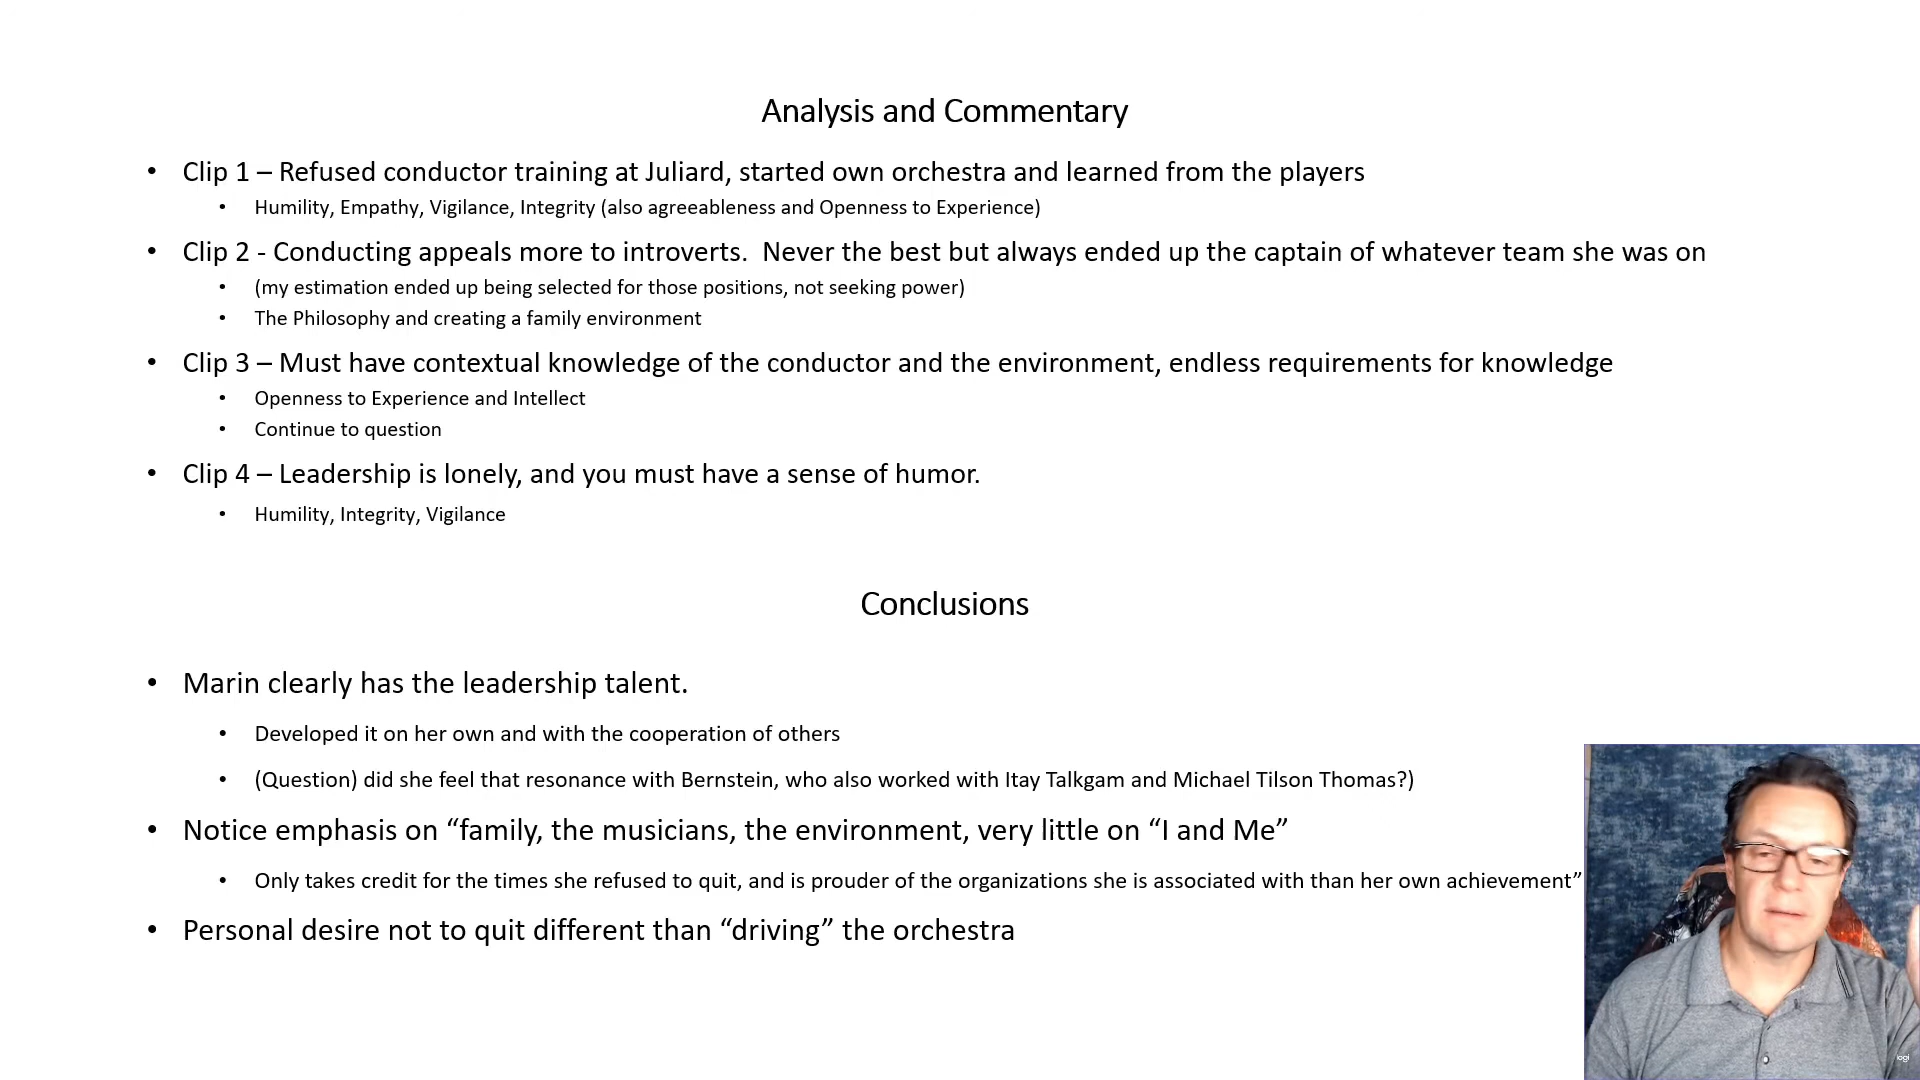 Analysis and Commentary
• Clip 1 – Refused conductor training at Juliard, started own orchestra and learned from the players
• Humility, Empathy, Vigilance, Integrity (also agreeableness and Openness to Experience)
• Clip 2 - Conducting appeals more to introverts.  Never the best but always ended up the captain of whatever team she was on
• (my estimation ended up being selected for those positions, not seeking power)
• The Philosophy and creating a family environment
• Clip 3 – Must have contextual knowledge of the conductor and the environment, endless requirements for knowledge
• Openness to Experience and Intellect
• Continue to question
• Clip 4 – Leadership is lonely, and you must have a sense of humor.
• Humility, Integrity, Vigilance
Conclusions
• Marin clearly has the leadership talent.
• Developed it on her own and with the cooperation of others
• (Question) did she feel that resonance with Bernstein, who also worked with Itay Talkgam and Michael Tilson Thomas?)
• Notice emphasis on “family, the musicians, the environment, very little on “I and Me”
• Only takes credit for the times she refused to quit, and is prouder of the organizations she is associated with than her own achievement”
• Personal desire not to quit different than “driving” the orchestra
logi